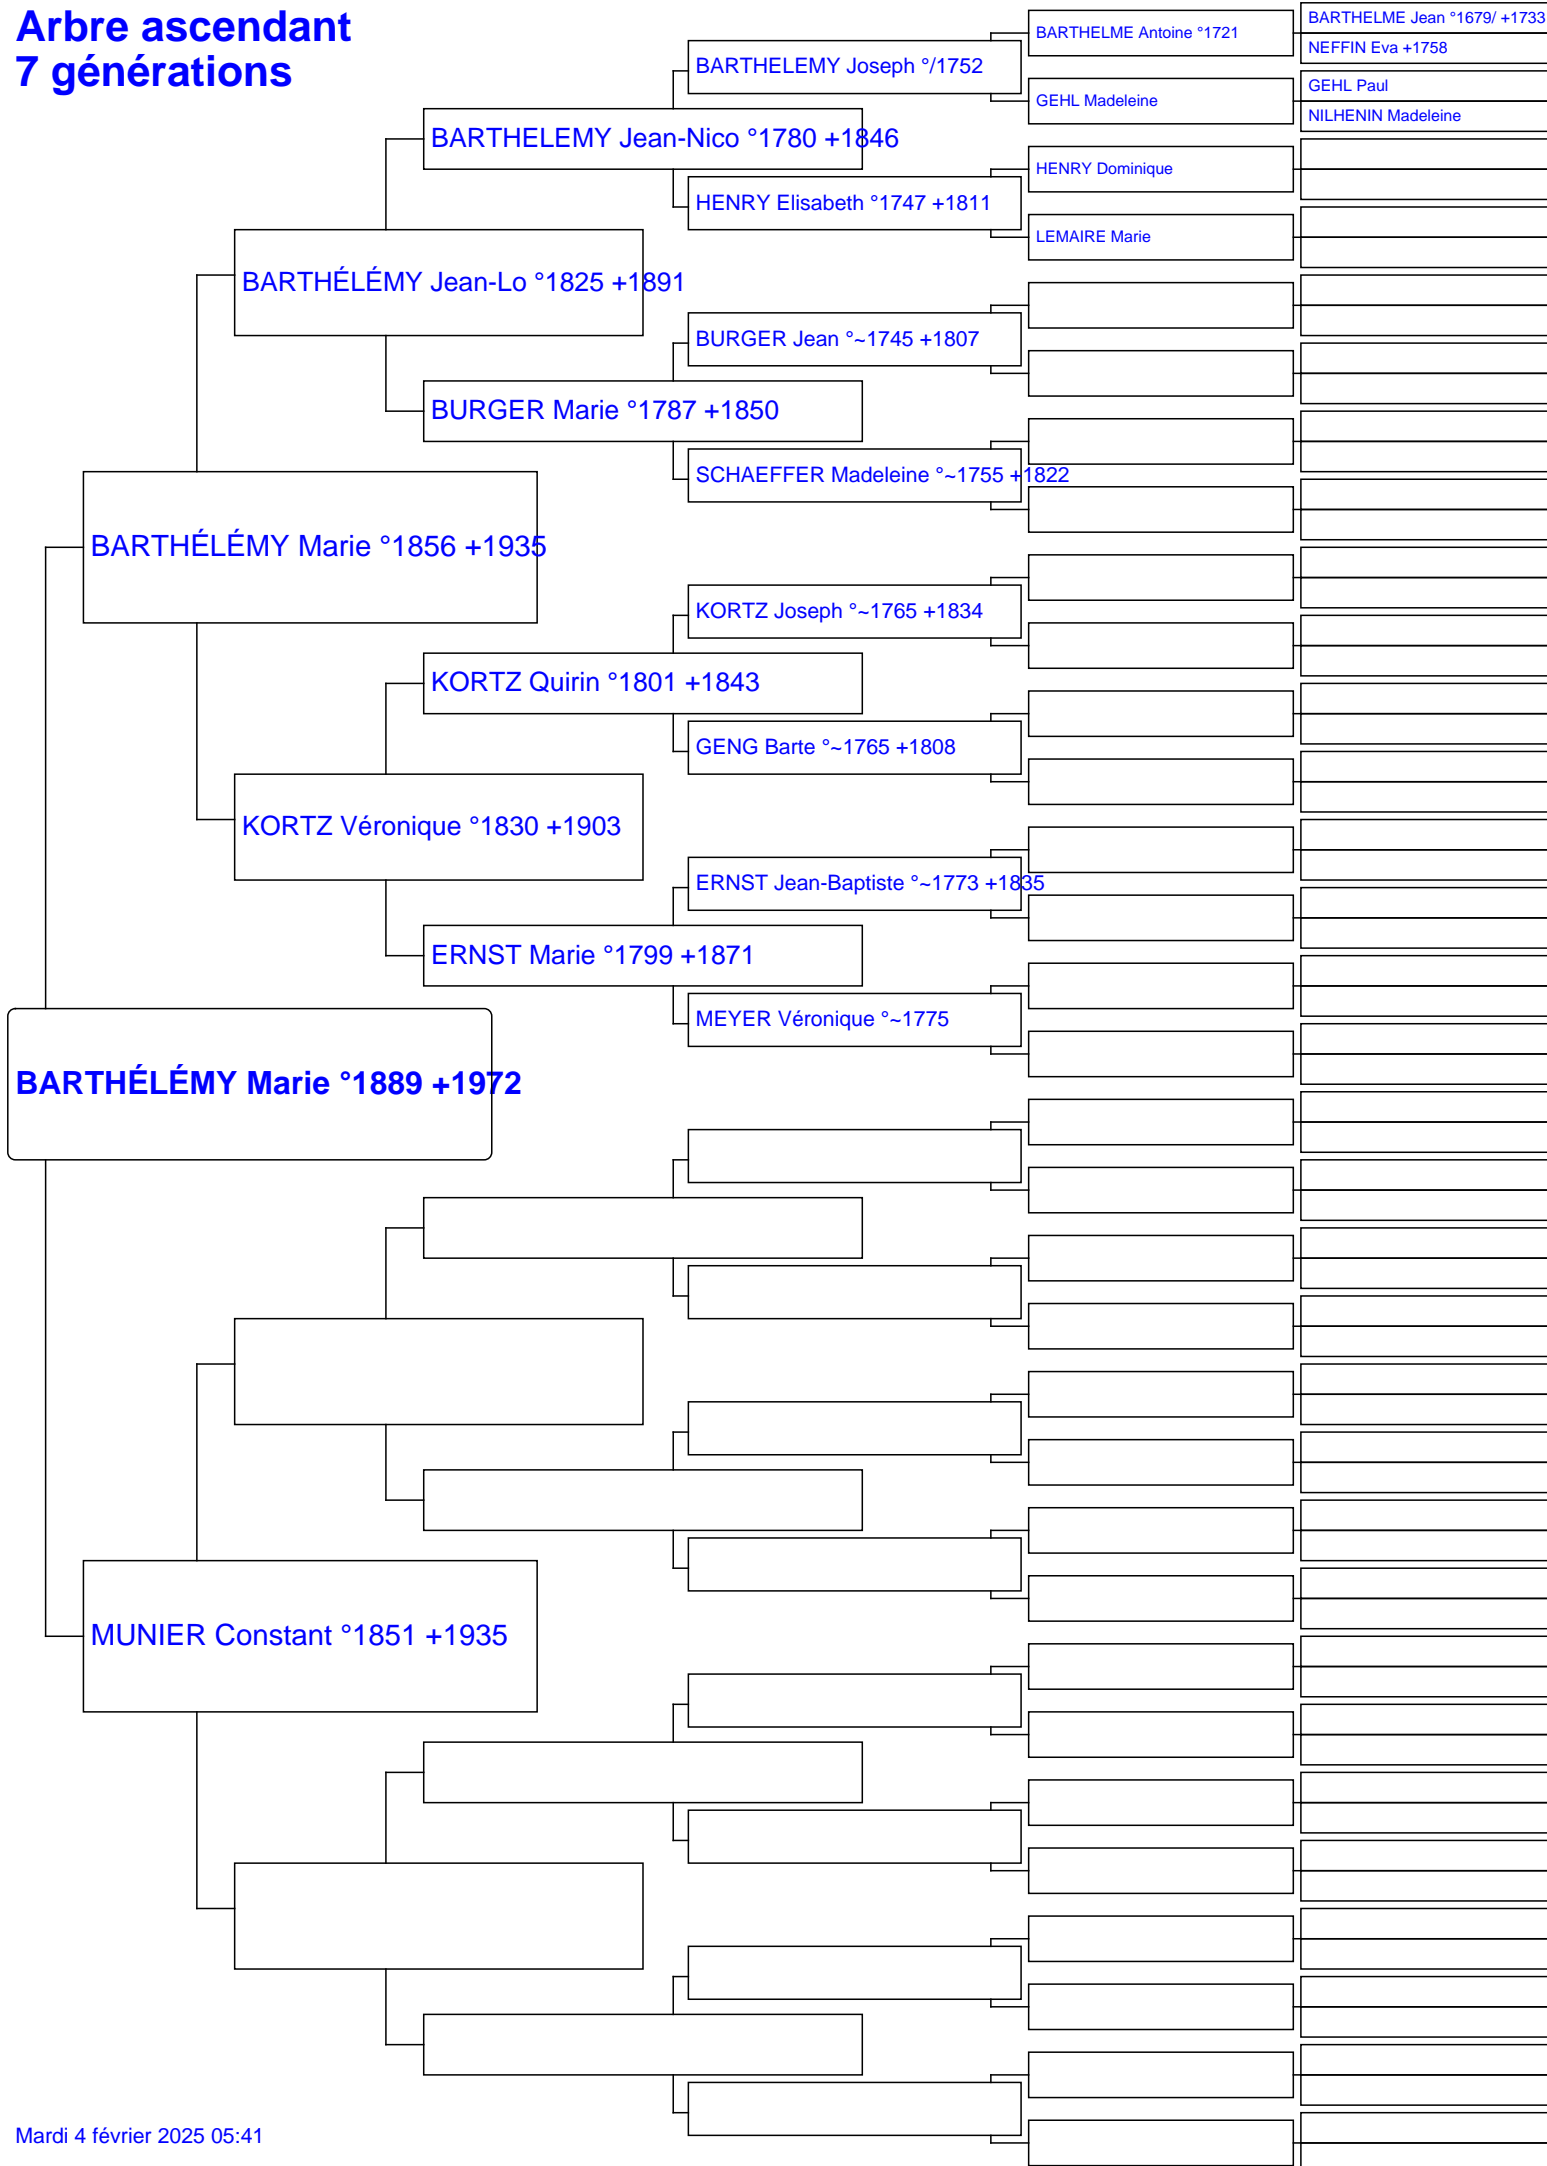 Arbre ascendant
7 générations
BARTHELME Jean °1679/ +1733
NEFFIN Eva +1758
BARTHELME Antoine °1721
BARTHELEMY Joseph °/1752
GEHL Paul
GEHL Madeleine
NILHENIN Madeleine
BARTHELEMY Jean-Nico °1780 +1846
HENRY Dominique
HENRY Elisabeth °1747 +1811
LEMAIRE Marie
BARTHÉLÉMY Jean-Lo °1825 +1891
BURGER Jean °~1745 +1807
BURGER Marie °1787 +1850
SCHAEFFER Madeleine °~1755 +1822
BARTHÉLÉMY Marie °1856 +1935
KORTZ Joseph °~1765 +1834
KORTZ Quirin °1801 +1843
GENG Barte °~1765 +1808
KORTZ Véronique °1830 +1903
ERNST Jean-Baptiste °~1773 +1835
ERNST Marie °1799 +1871
MEYER Véronique °~1775
BARTHÉLÉMY Marie °1889 +1972
MUNIER Constant °1851 +1935
Mardi 4 février 2025 05:41